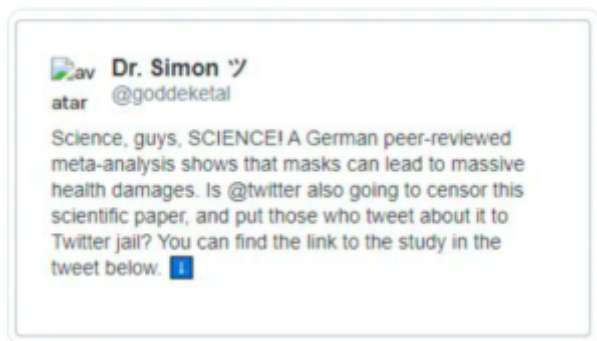 avatar
Dr. Simon ツ
@goddeketal
Science, guys, SCIENCE! A German peer-reviewed
meta-analysis shows that masks can lead to massive
health damages. Is @twitter also going to censor this
scientific paper, and put those who tweet about it to
Twitter jail? You can find the link to the study in the
tweet below. ⬇️